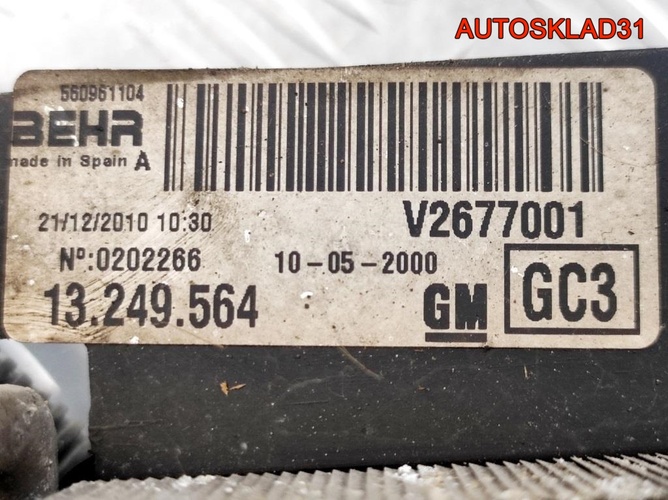 AUTOSKLAD31
560961104
BEHR
made in Spain A
21/12/2010 10:30
V2677001
Nº:0202266
10-05-2000
13.249.564
GM
GC3